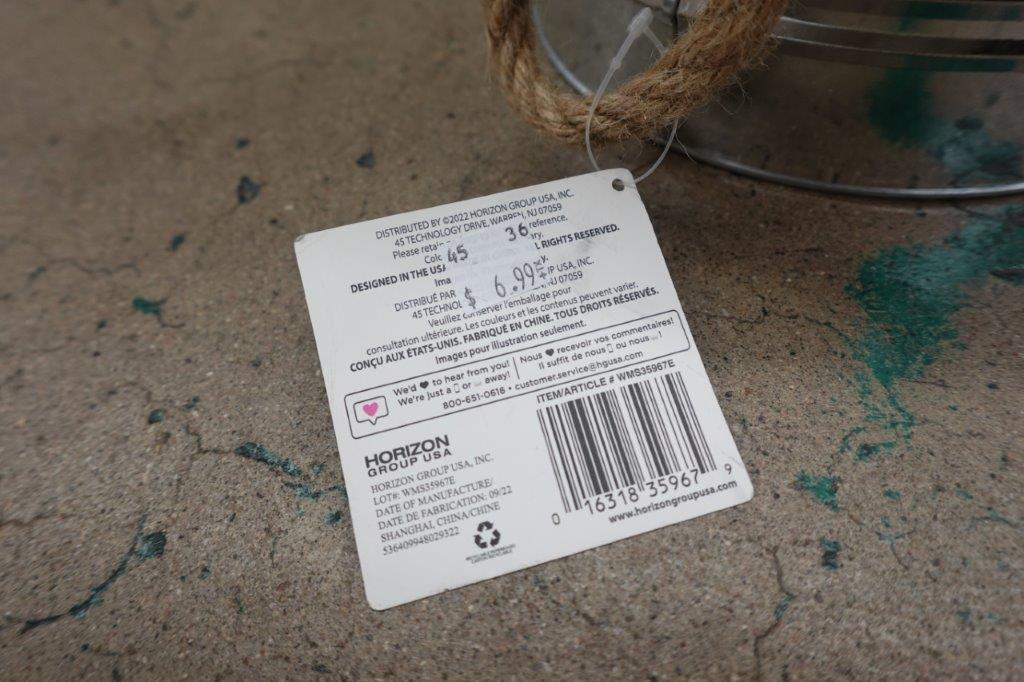 DISTRIBUTED BY ©2022 HORIZON GROUP USA, INC.
45 TECHNOLOGY DRIVE, WARREN, NJ 07059
Please reference.
45 36
DESIGNED IN THE USA RIGHTS RESERVED.
$ 6.99
DISTRIBUÉ PAR USA, INC.
45 NJ 07059
Veuillez conserver l'emballage pour
consultation ultérieure. Les couleurs et les contenus peuvent varier.
CONÇU AUX ÉTATS-UNIS. FABRIQUÉ EN CHINE. TOUS DROITS RÉSERVÉS.
Images pour illustration seulement.
We'd ♥ to hear from you!
We're just a or away!
Nous ♥ recevoir vos commentaires!
Il suffit de nous ou nous !
800-651-0616 • customer.service@hgusa.com
HORIZON
GROUP USA
HORIZON GROUP USA, INC.
LOT#: WMS35967E
DATE OF MANUFACTURE/
DATE DE FABRICATION: 09/22
SHANGHAI, CHINA/CHINE
536409948029322
ITEM/ARTICLE # WMS35967E
0 16318 35967 9
www.horizongroupusa.com